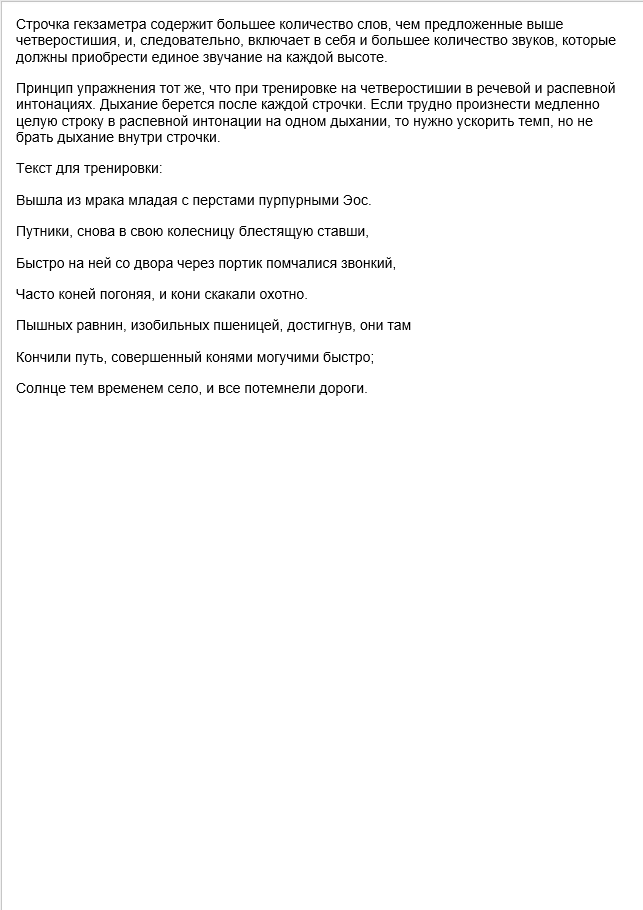 Строчка гекзаметра содержит большее количество слов, чем предложенные выше
четверостишия, и, следовательно, включает в себя и большее количество звуков, которые
должны приобрести единое звучание на каждой высоте.
Принцип упражнения тот же, что при тренировке на четверостишии в речевой и распевной
интонациях. Дыхание берется после каждой строчки. Если трудно произнести медленно
целую строку в распевной интонации на одном дыхании, то нужно ускорить темп, но не
брать дыхание внутри строчки.
Текст для тренировки:
Вышла из мрака младая с перстами пурпурными Эос.
Путники, снова в свою колесницу блестящую ставши,
Быстро на ней со двора через портик помчалися звонкий,
Часто коней погоняя, и кони скакали охотно.
Пышных равнин, изобильных пшеницей, достигнув, они там
Кончили путь, совершенный конями могучими быстро;
Солнце тем временем село, и все потемнели дороги.